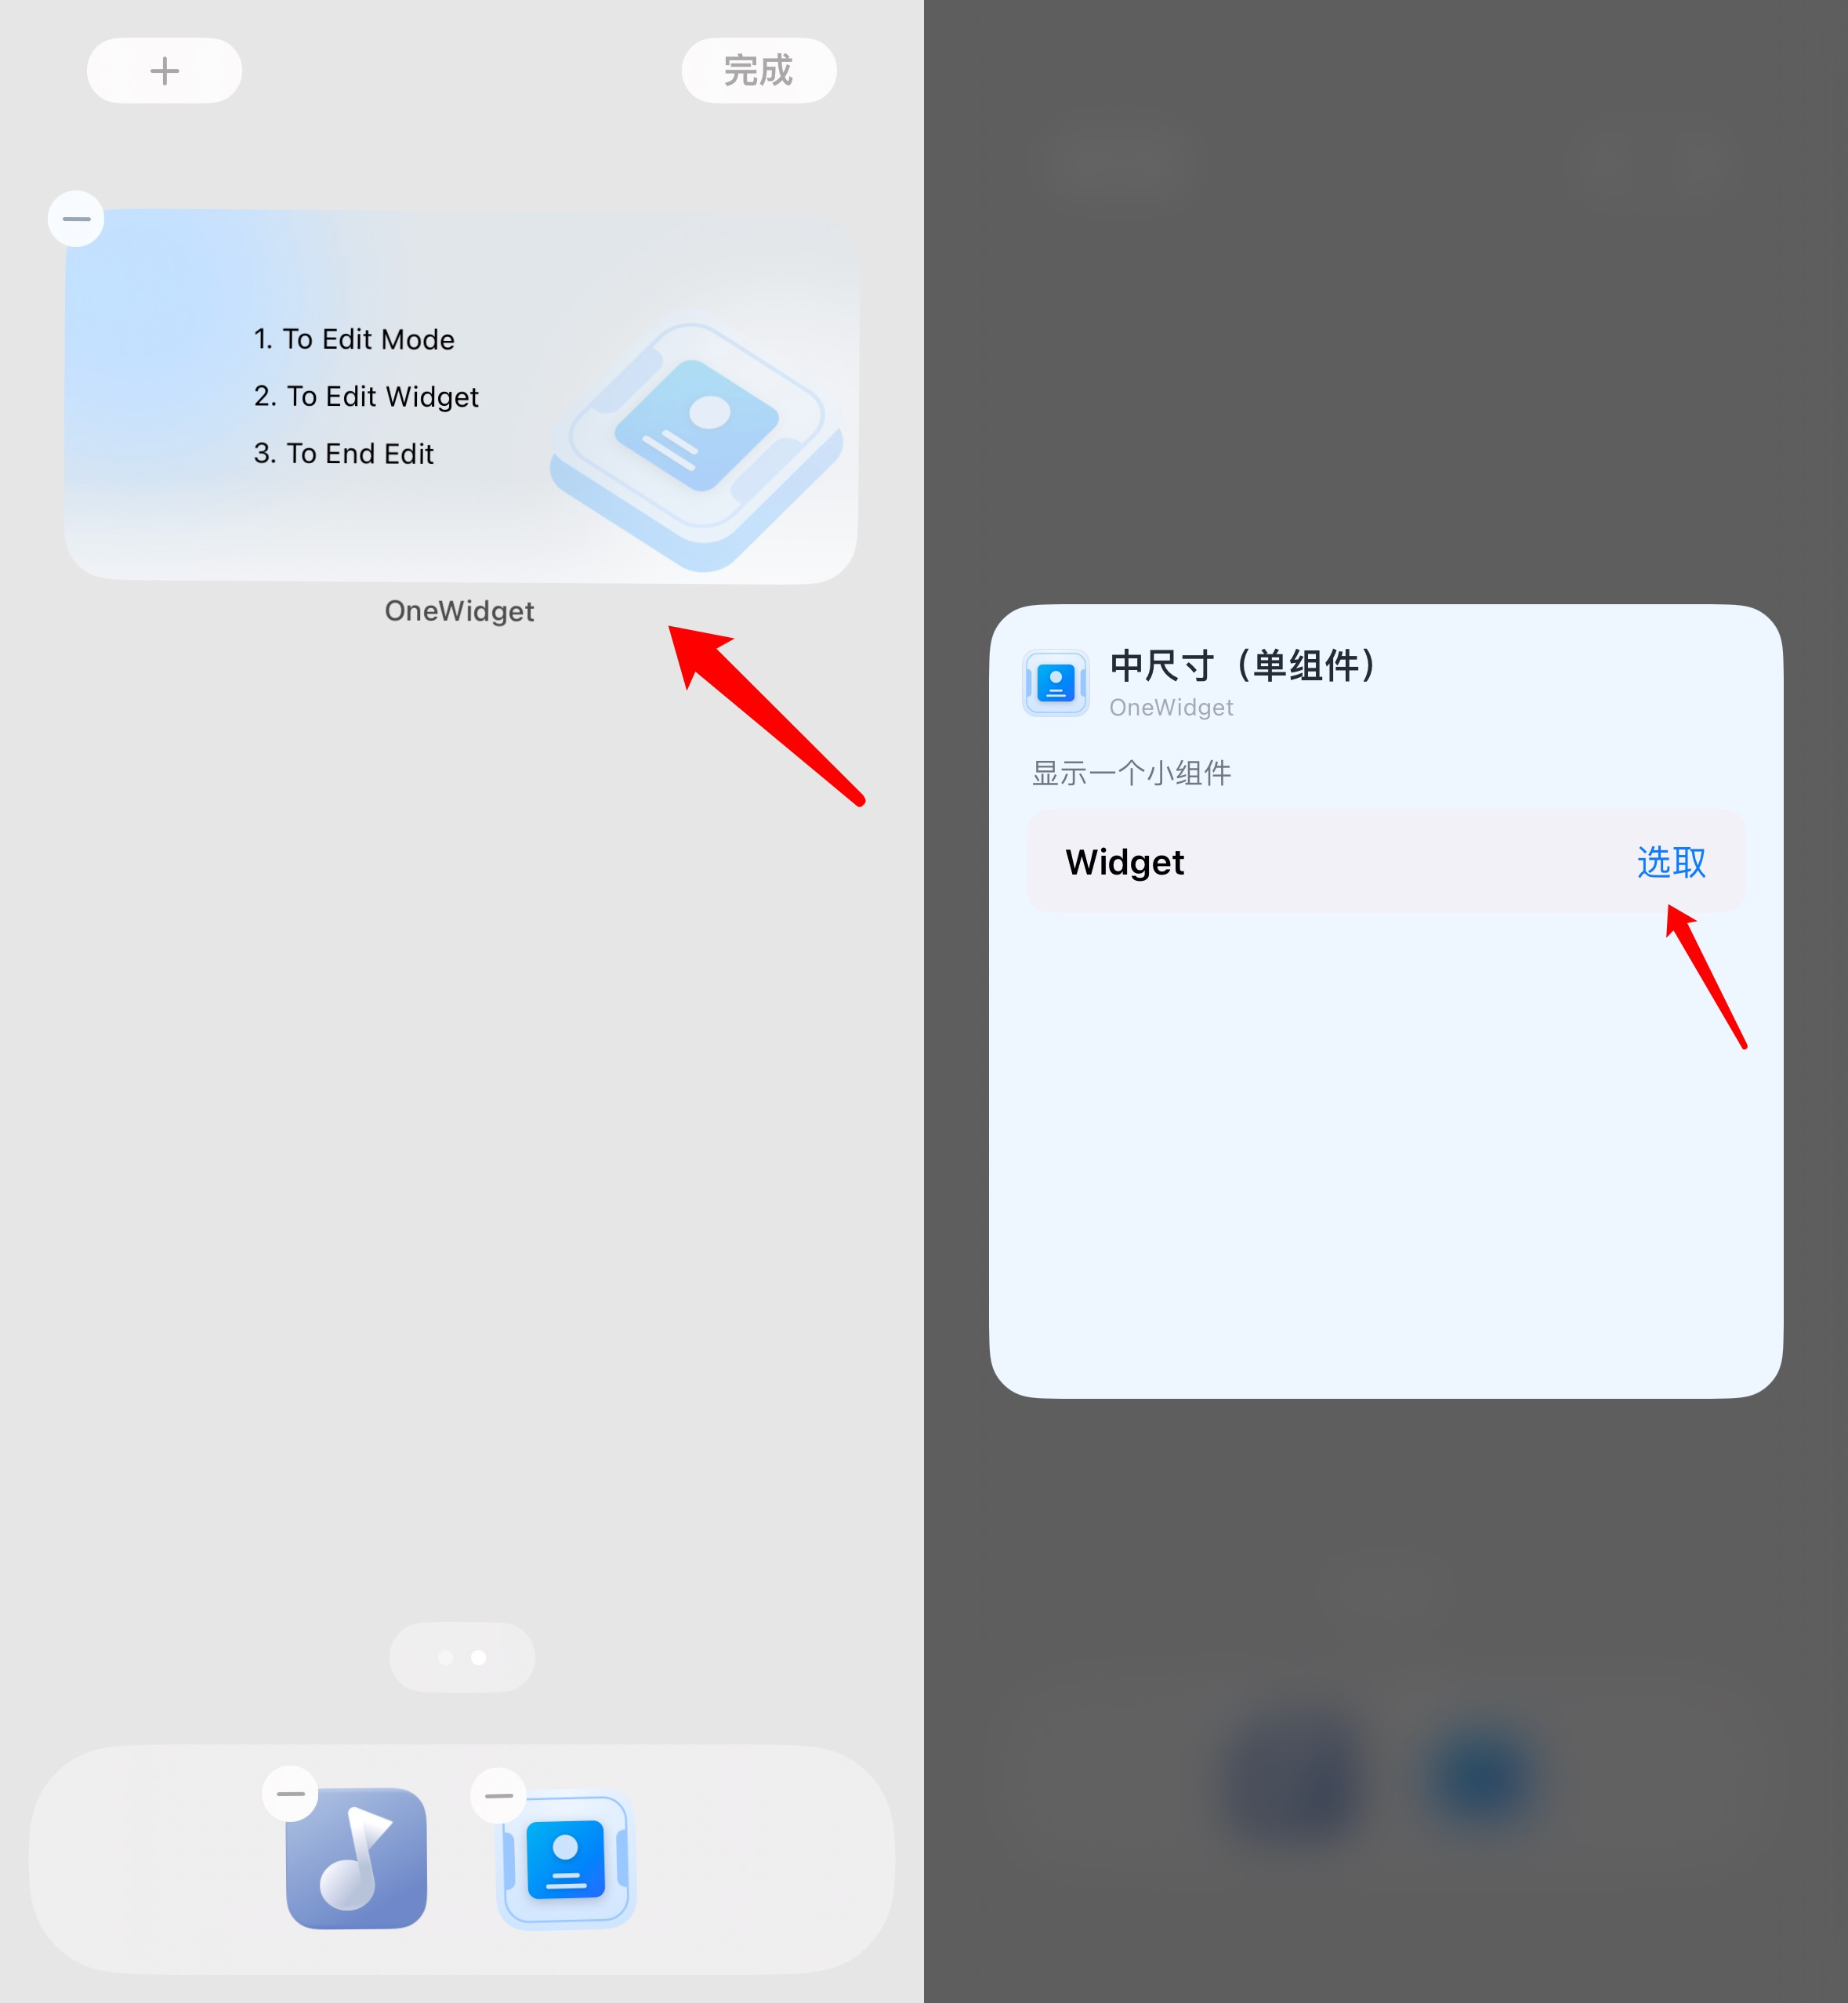 完成
1. To Edit Mode
2. To Edit Widget
3. To End Edit
OneWidget
中尺寸（单组件）
OneWidget
显示一个小组件
Widget
选取